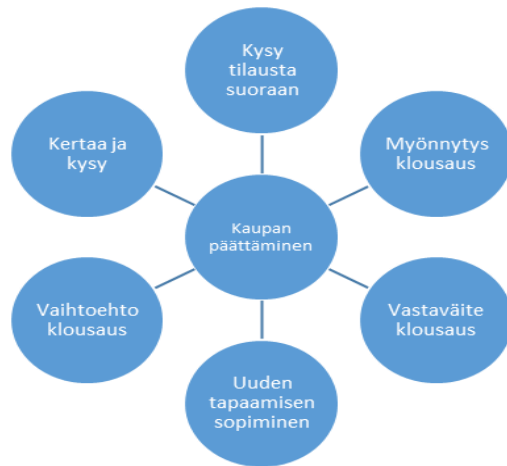 Kysy
tilausta
suoraan
Kertaa ja
kysy
Myönnytys
klousaus
Kaupan
päättäminen
Vaihtoehto
klousaus
Vastaväite
klousaus
Uuden
tapaamisen
sopiminen